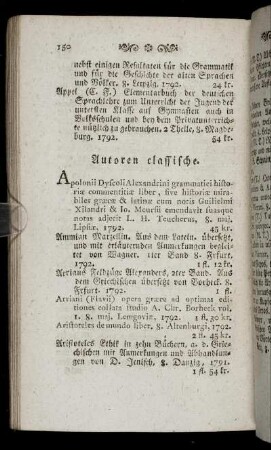 150
nebst einigen Resultaten für die Grammatik
und für die Geschichte der alten Sprachen
und Völker. 8. Leipzig. 1792. 24 kr.
Appel (C. F.) Elementarbuch der deutschen
Sprachlehre zum Unterricht der Jugend der
untersten Klasse auf Gymnasien auch in
Volksschulen und bey dem Privatunterrich=
te nützlich zu gebrauchen. 2 Theile, 8. Magde=
burg. 1792. 54 kr.
Autoren classische.
Apolonii Dyscoli Alexandrini grammatici histo-
riæ commentitiæ liber, sive historiæ mira-
biles græce & latinæ cum notis Guilielmi
Xilandri & Io. Meursii emendavit suasque
notas adjecit L. H. Teucherus, 8. maj.
Lipsiæ, 1792. 45 kr.
Ammian Marzellin. Aus dem Latein. übersetzt,
und mit erläuternden Anmerkungen beglei=
tet von Wagner. 1ter Band 8. Frfurt.
1792. 1 fl. 12 kr.
Arrians Feldzüge Alexanders, 2ter Band. Aus
dem Griechischen übersetzt von Borheck. 8.
Frfurt. 1792. 1 fl.
Arriani (Flavii) opera græce ad optimas edi-
tiones collata studio A. Chr. Borheck vol.
1. 8. maj. Lemgoviæ, 1792. 1 fl. 30 kr.
Aristoteles de mundo liber, 8. Altenburgi, 1792.
2 fl. 45 kr.
Aristoteles Ethik in zehn Büchern, a. d. Grie=
chischen mit Anmerkungen und Abhandlun=
gen von D. Jenisch, 8. Danzig, 1791.
1 fl. 54 kr.